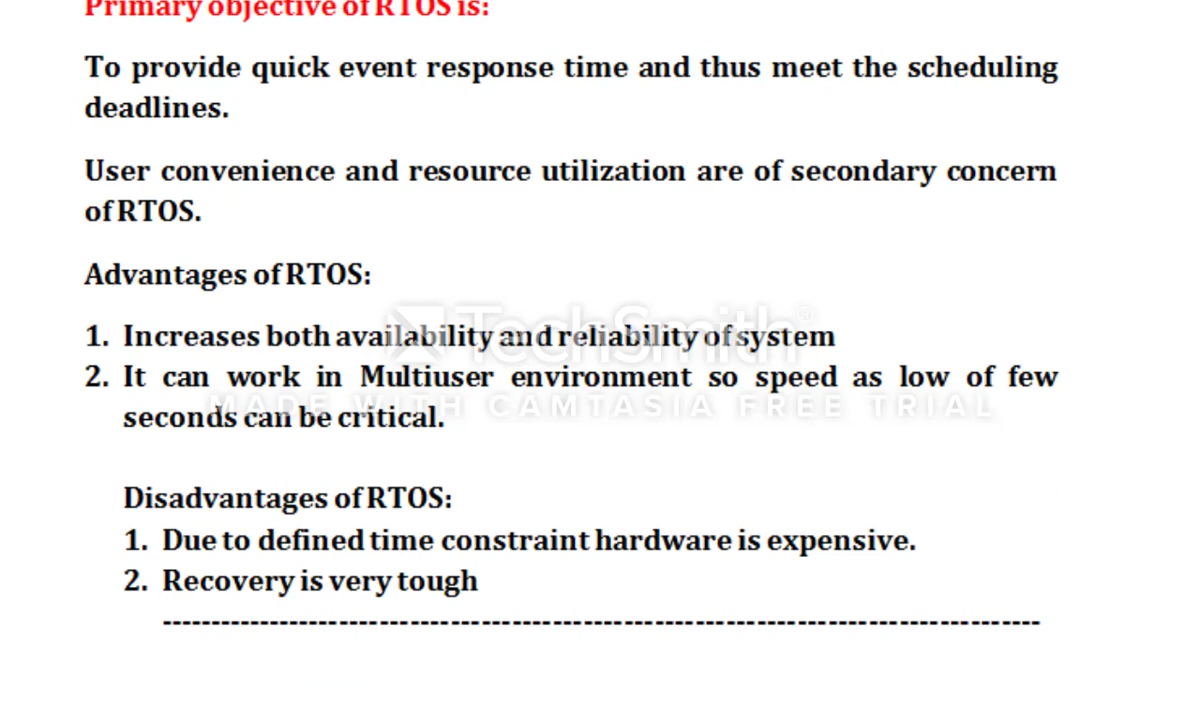 Primary objective of RTOS is:
To provide quick event response time and thus meet the scheduling
deadlines.
User convenience and resource utilization are of secondary concern
of RTOS.
Advantages of RTOS:
1. Increases both availability and reliability of system
TechSmith®
2. It can work in Multiuser environment so speed as low of few
MADE WITH CAMTASIA FREE TRIAL
seconds can be critical.
Disadvantages of RTOS:
1. Due to defined time constraint hardware is expensive.
2. Recovery is very tough
--------------------------------------------------------------------------------------------